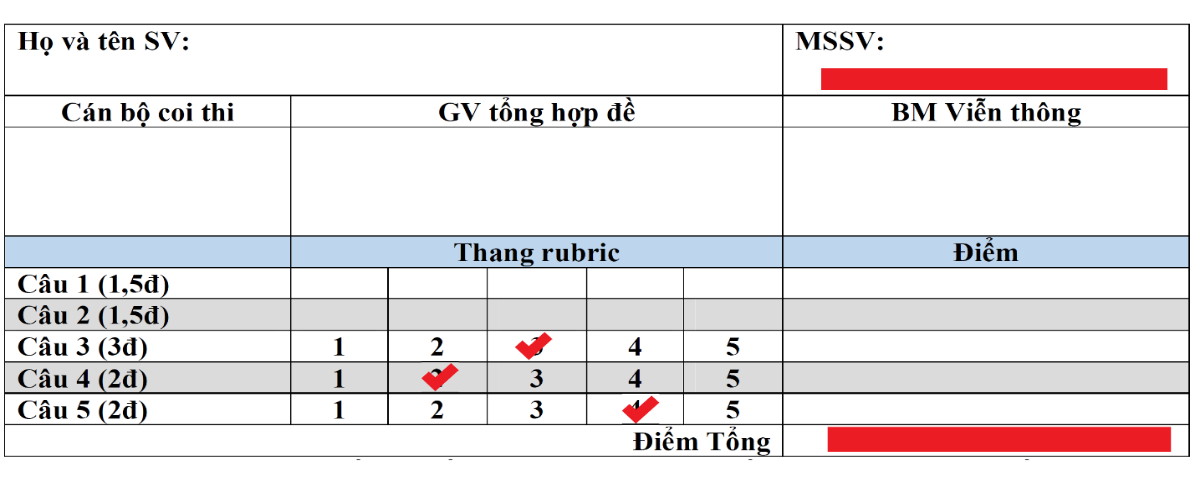 Họ và tên SV: MSSV:
Cán bộ coi thi GV tổng hợp đề BM Viễn thông
Thang rubric Điểm
Câu 1 (1,5đ)
Câu 2 (1,5đ)
Câu 3 (3đ) 1 2 4 5
Câu 4 (2đ) 1 3 4 5
Câu 5 (2đ) 1 2 3 5
Điểm Tổng